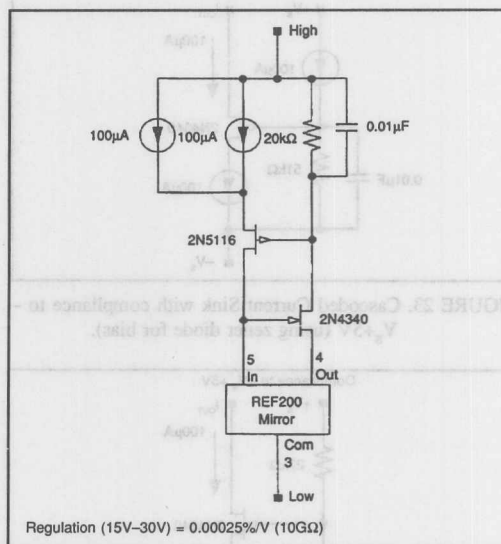 High
100µA
100µA
20kΩ
0.01µF
2N5116
2N4340
5
In
4
Out
REF200
Mirror
Com
3
Low
Regulation (15V–30V) = 0.00025%/V (10GΩ)